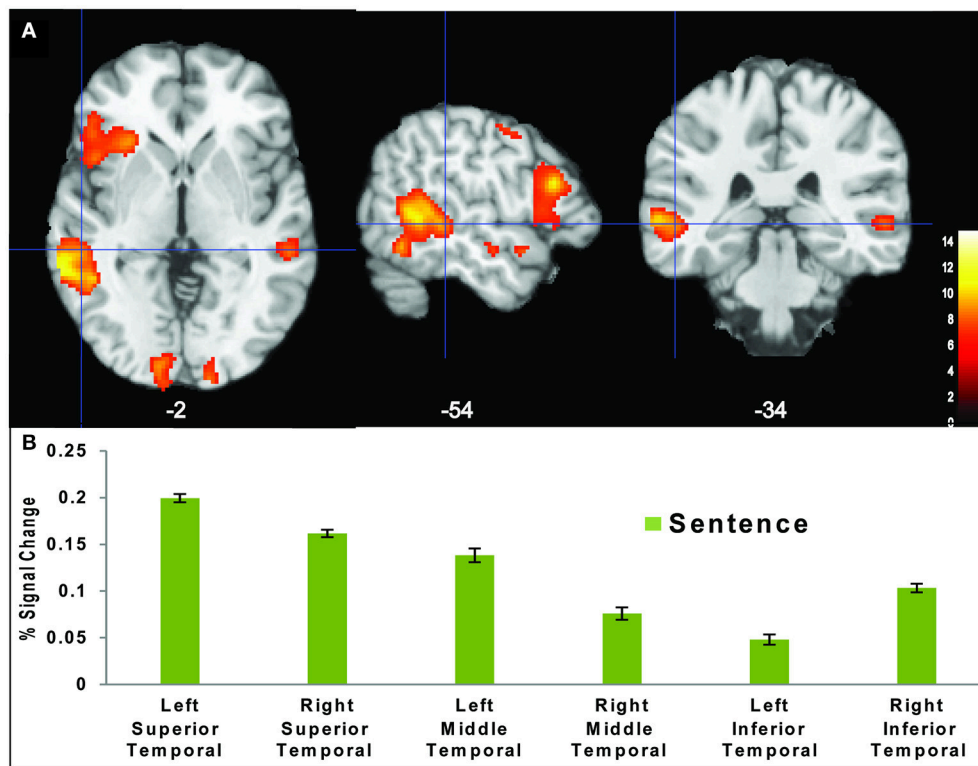 A
-2
-54
-34
14
12
10
8
6
4
2
0
B
% Signal Change
0.25
0.2
0.15
0.1
0.05
0
Sentence
Left
Superior
Temporal
Right
Superior
Temporal
Left
Middle
Temporal
Right
Middle
Temporal
Left
Inferior
Temporal
Right
Inferior
Temporal